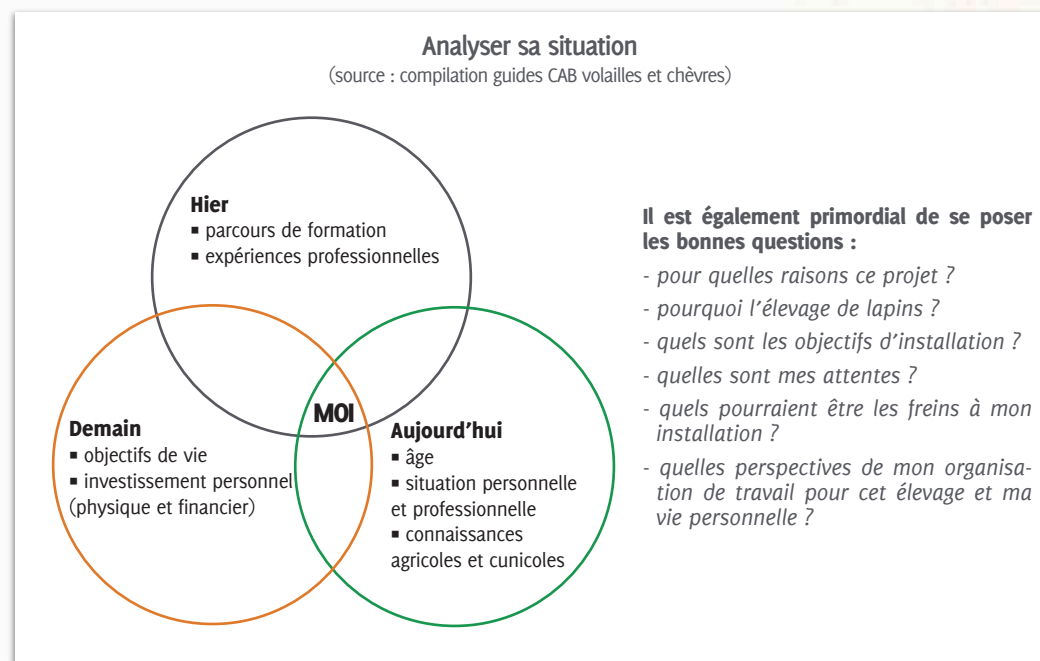 Analyser sa situation
(source : compilation guides CAB volailles et chèvres)
Hier
▪ parcours de formation
▪ expériences professionnelles
MOI
Demain
▪ objectifs de vie
▪ investissement personnel
(physique et financier)
Aujourd'hui
▪ âge
▪ situation personnelle
et professionnelle
▪ connaissances
agricoles et cunicoles
Il est également primordial de se poser
les bonnes questions :
- pour quelles raisons ce projet ?
- pourquoi l'élevage de lapins ?
- quels sont les objectifs d'installation ?
- quelles sont mes attentes ?
- quels pourraient être les freins à mon
installation ?
- quelles perspectives de mon organisa-
tion de travail pour cet élevage et ma
vie personnelle ?